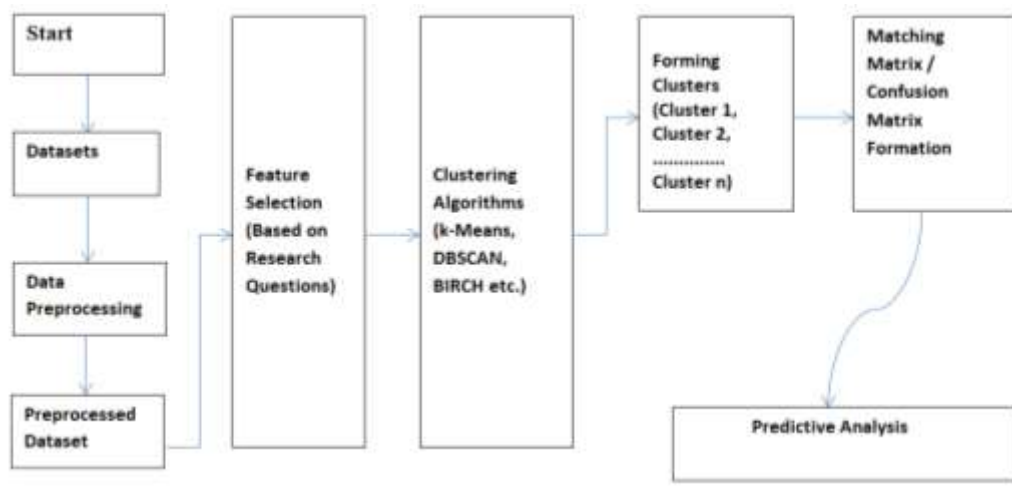 Start
Datasets
Data
Preprocessing
Preprocessed
Dataset
Feature
Selection
(Based on
Research
Questions)
Clustering
Algorithms
(k-Means,
DBSCAN,
BIRCH etc.)
Forming
Clusters
(Cluster 1,
Cluster 2,
...............
Cluster n)
Matching
Matrix /
Confusion
Matrix
Formation
Predictive Analysis